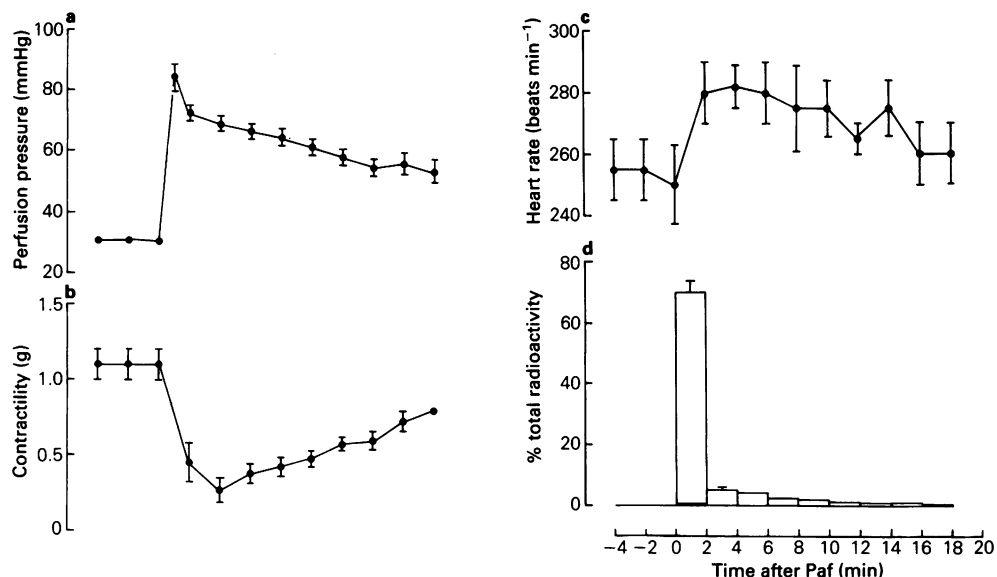 a
100
80
60
40
20
Perfusion pressure (mmHg)
b
1.5
1.0
0.5
0
Contractility (g)
c
300
280
260
240
Heart rate (beats min⁻¹)
d
80
60
40
20
0
% total radioactivity
−4 −2 0 2 4 6 8 10 12 14 16 18 20
Time after Paf (min)